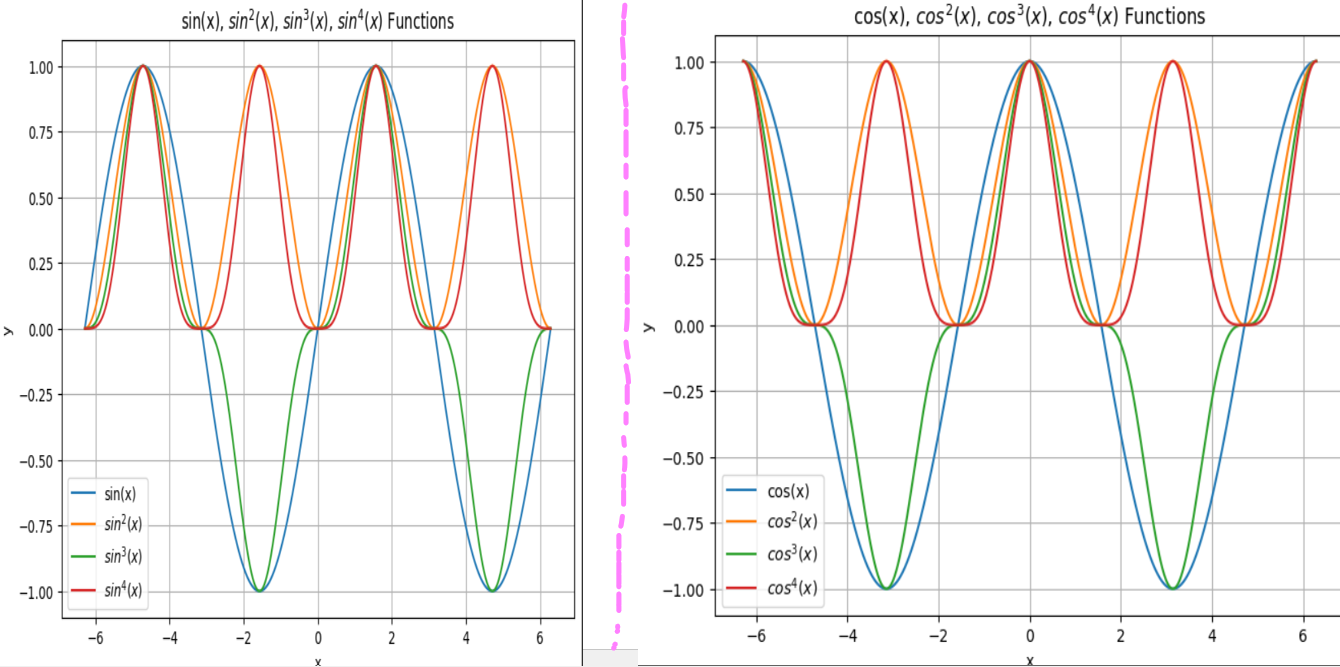 sin(x), sin²(x), sin³(x), sin⁴(x) Functions
1.00
0.75
0.50
0.25
0.00
−0.25
−0.50
−0.75
−1.00
y
sin(x)
sin²(x)
sin³(x)
sin⁴(x)
−6 −4 −2 0 2 4 6
x
cos(x), cos²(x), cos³(x), cos⁴(x) Functions
1.00
0.75
0.50
0.25
0.00
−0.25
−0.50
−0.75
−1.00
y
cos(x)
cos²(x)
cos³(x)
cos⁴(x)
−6 −4 −2 0 2 4 6
x